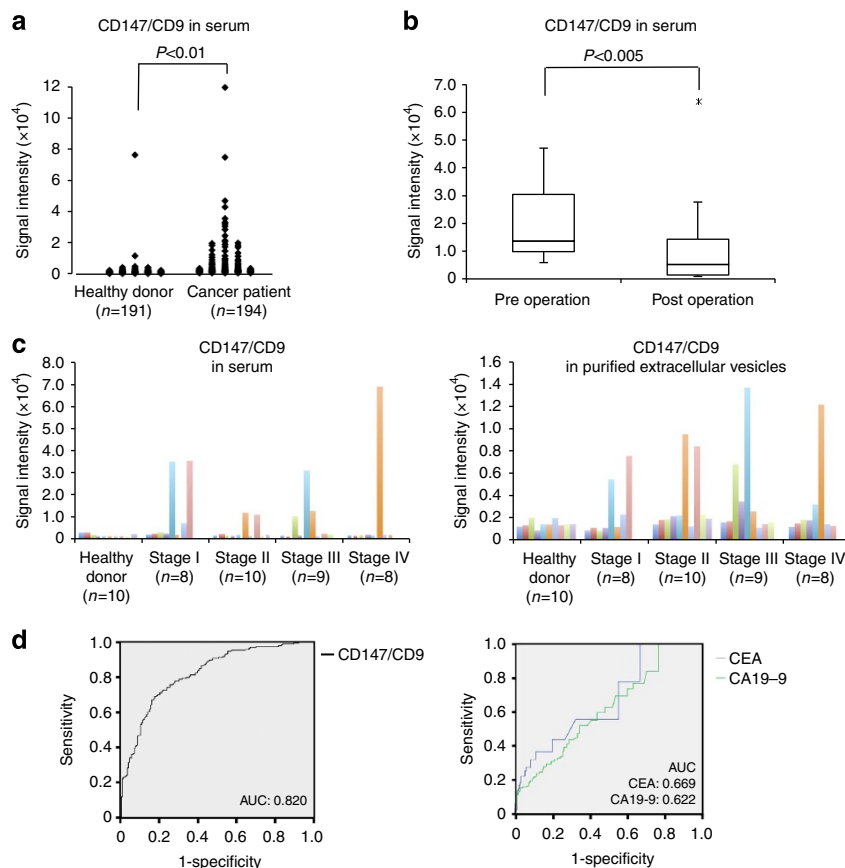 a
CD147/CD9 in serum
P<0.01
Signal intensity (×10⁴)
12
10
8
6
4
2
0
Healthy donor
(n=191)
Cancer patient
(n=194)
b
CD147/CD9 in serum
P<0.005
Signal intensity (×10⁴)
7.0
6.0
5.0
4.0
3.0
2.0
1.0
0
Pre operation
Post operation
c
CD147/CD9
in serum
Signal intensity (×10⁴)
8.0
7.0
6.0
5.0
4.0
3.0
2.0
1.0
0
Healthy
donor
(n=10)
Stage I
(n=8)
Stage II
(n=10)
Stage III
(n=9)
Stage IV
(n=8)
CD147/CD9
in purified extracellular vesicles
Signal intensity (×10⁴)
1.6
1.4
1.2
1.0
0.8
0.6
0.4
0.2
0
Healthy
donor
(n=10)
Stage I
(n=8)
Stage II
(n=10)
Stage III
(n=9)
Stage IV
(n=8)
d
Sensitivity
1.0
0.8
0.6
0.4
0.2
0
CD147/CD9
AUC: 0.820
0 0.2 0.4 0.6 0.8 1.0
1-specificity
Sensitivity
1.0
0.8
0.6
0.4
0.2
0
CEA
CA19–9
AUC
CEA: 0.669
CA19-9: 0.622
0 0.2 0.4 0.6 0.8 1.0
1-specificity